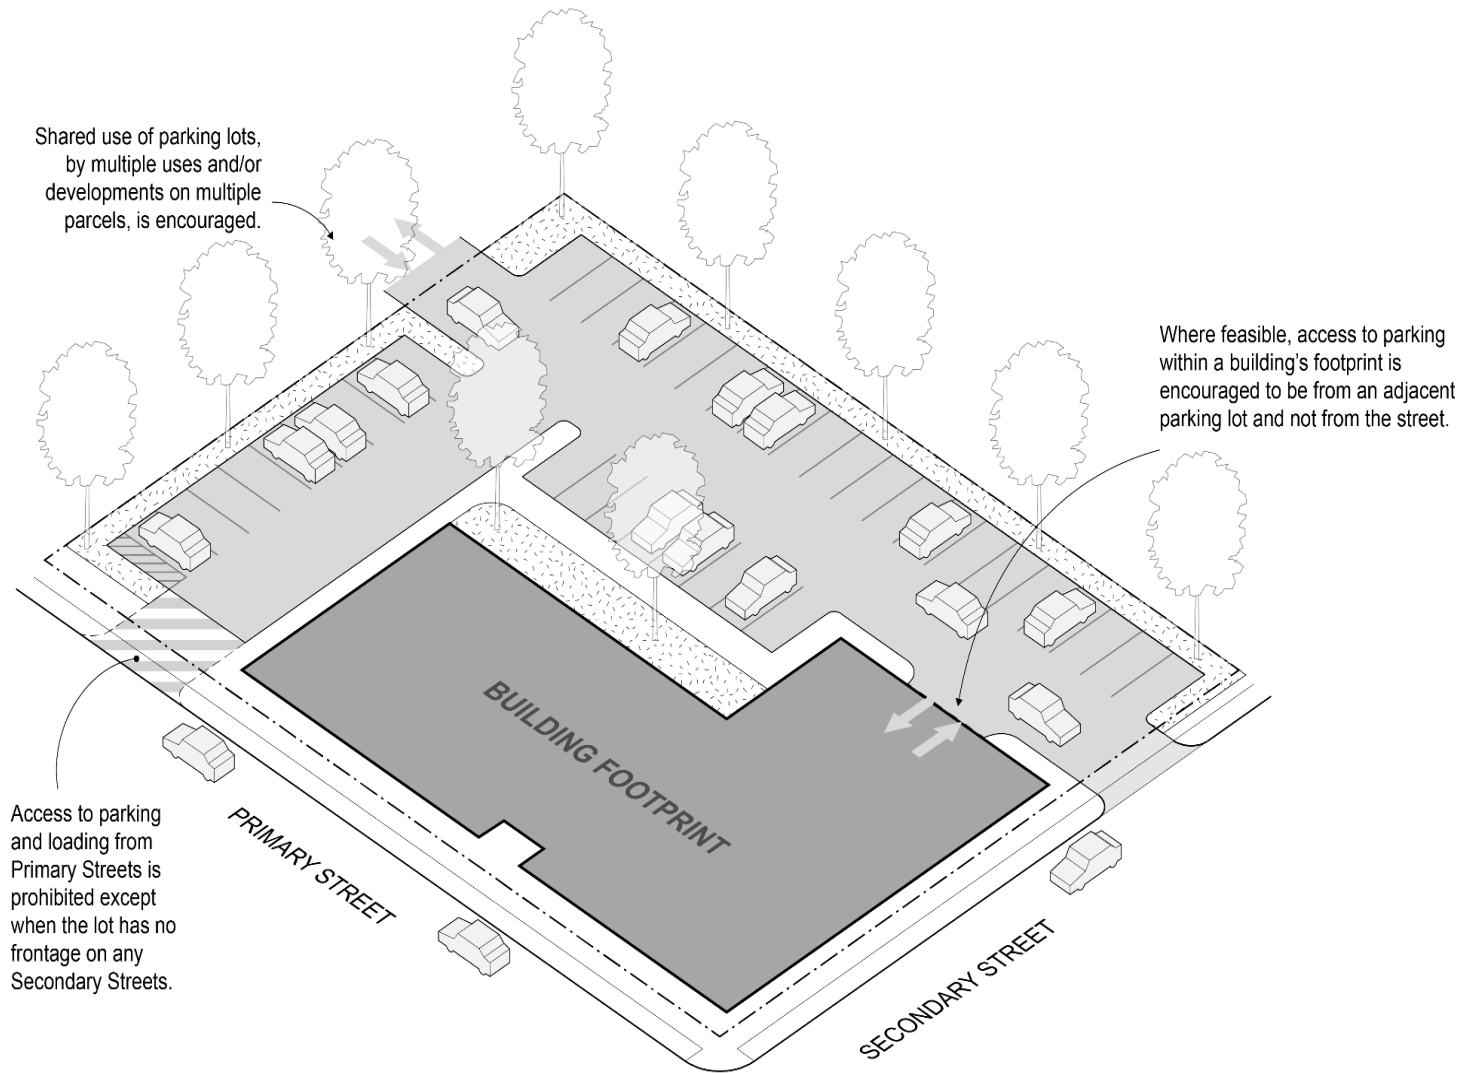 Shared use of parking lots,
by multiple uses and/or
developments on multiple
parcels, is encouraged.
Where feasible, access to parking
within a building's footprint is
encouraged to be from an adjacent
parking lot and not from the street.
BUILDING FOOTPRINT
Access to parking
and loading from
Primary Streets is
prohibited except
when the lot has no
frontage on any
Secondary Streets.
PRIMARY STREET
SECONDARY STREET